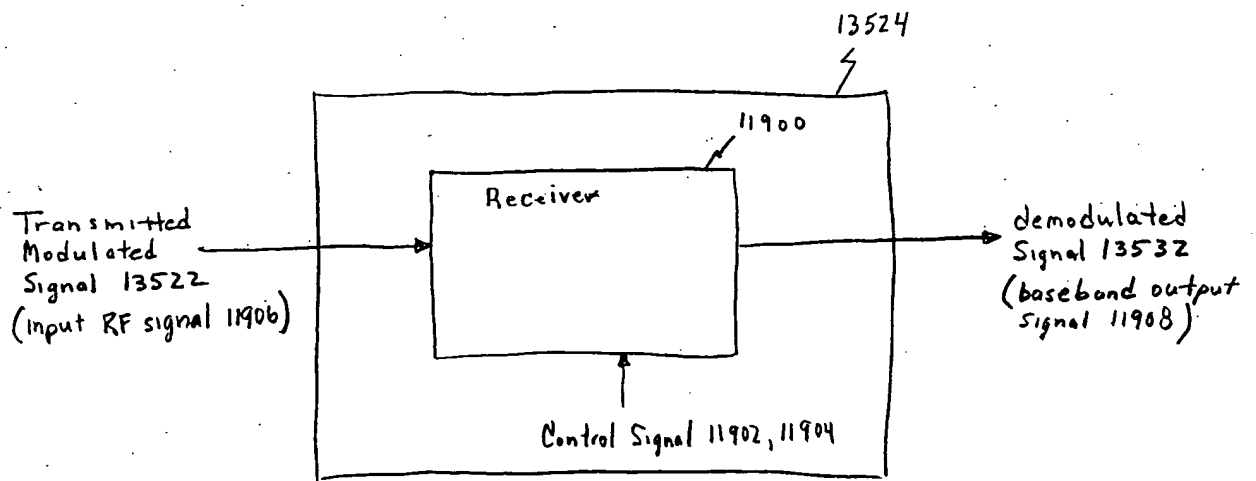 13524
11900
Receiver
Transmitted
Modulated
Signal 13522
(input RF signal 11906)
demodulated
Signal 13532
(baseband output
signal 11908)
Control Signal 11902, 11904